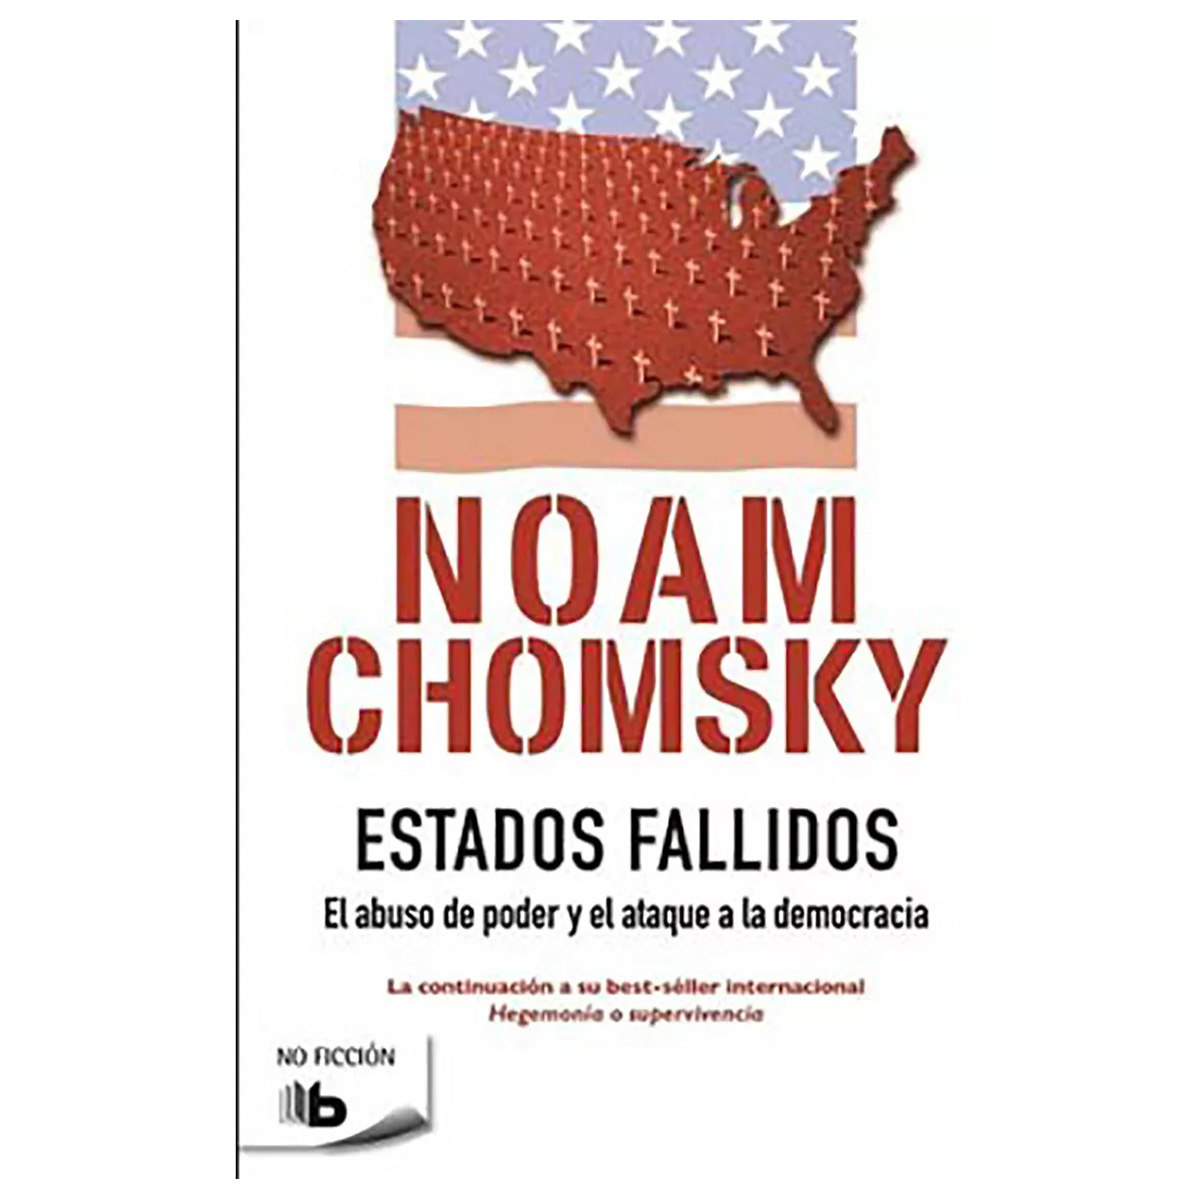 NOAM
CHOMSKY
ESTADOS FALLIDOS
El abuso de poder y el ataque a la democracia
La continuación a su best-séller internacional
Hegemonía o supervivencia
NO FICCIÓN
b